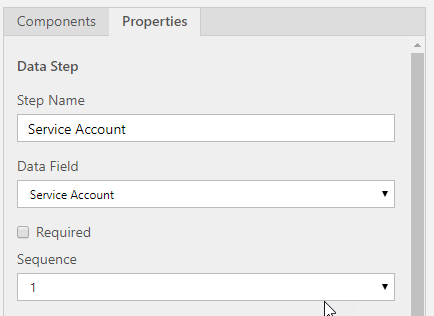 Components Properties
Data Step
Step Name
Service Account
Data Field
Service Account
Required
Sequence
1